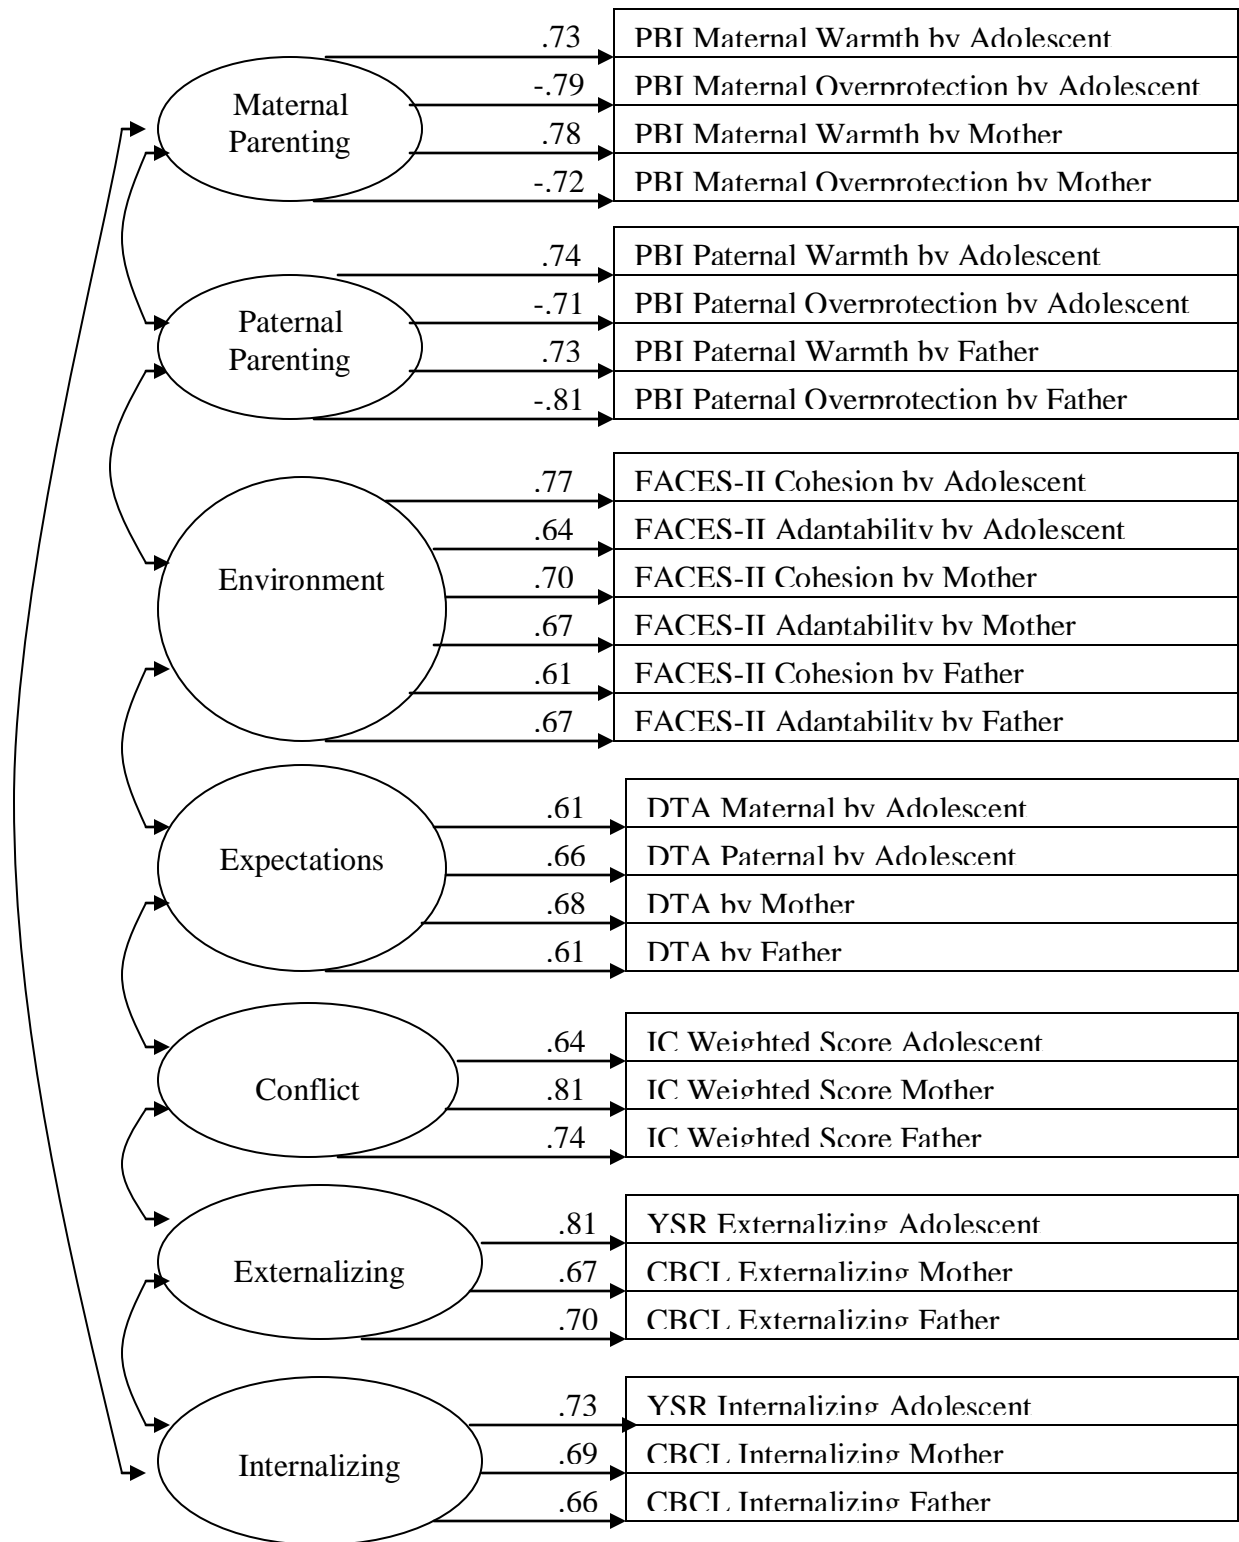 .73 PBI Maternal Warmth by Adolescent
-.79 PBI Maternal Overprotection by Adolescent
Maternal
Parenting
.78 PBI Maternal Warmth by Mother
-.72 PBI Maternal Overprotection by Mother
.74 PBI Paternal Warmth by Adolescent
-.71 PBI Paternal Overprotection by Adolescent
Paternal
Parenting
.73 PBI Paternal Warmth by Father
-.81 PBI Paternal Overprotection by Father
.77 FACES-II Cohesion by Adolescent
.64 FACES-II Adaptability by Adolescent
Environment
.70 FACES-II Cohesion by Mother
.67 FACES-II Adaptability by Mother
.61 FACES-II Cohesion by Father
.67 FACES-II Adaptability by Father
.61 DTA Maternal by Adolescent
Expectations
.66 DTA Paternal by Adolescent
.68 DTA by Mother
.61 DTA by Father
.64 IC Weighted Score Adolescent
Conflict
.81 IC Weighted Score Mother
.74 IC Weighted Score Father
.81 YSR Externalizing Adolescent
Externalizing
.67 CBCL Externalizing Mother
.70 CBCL Externalizing Father
.73 YSR Internalizing Adolescent
Internalizing
.69 CBCL Internalizing Mother
.66 CBCL Internalizing Father